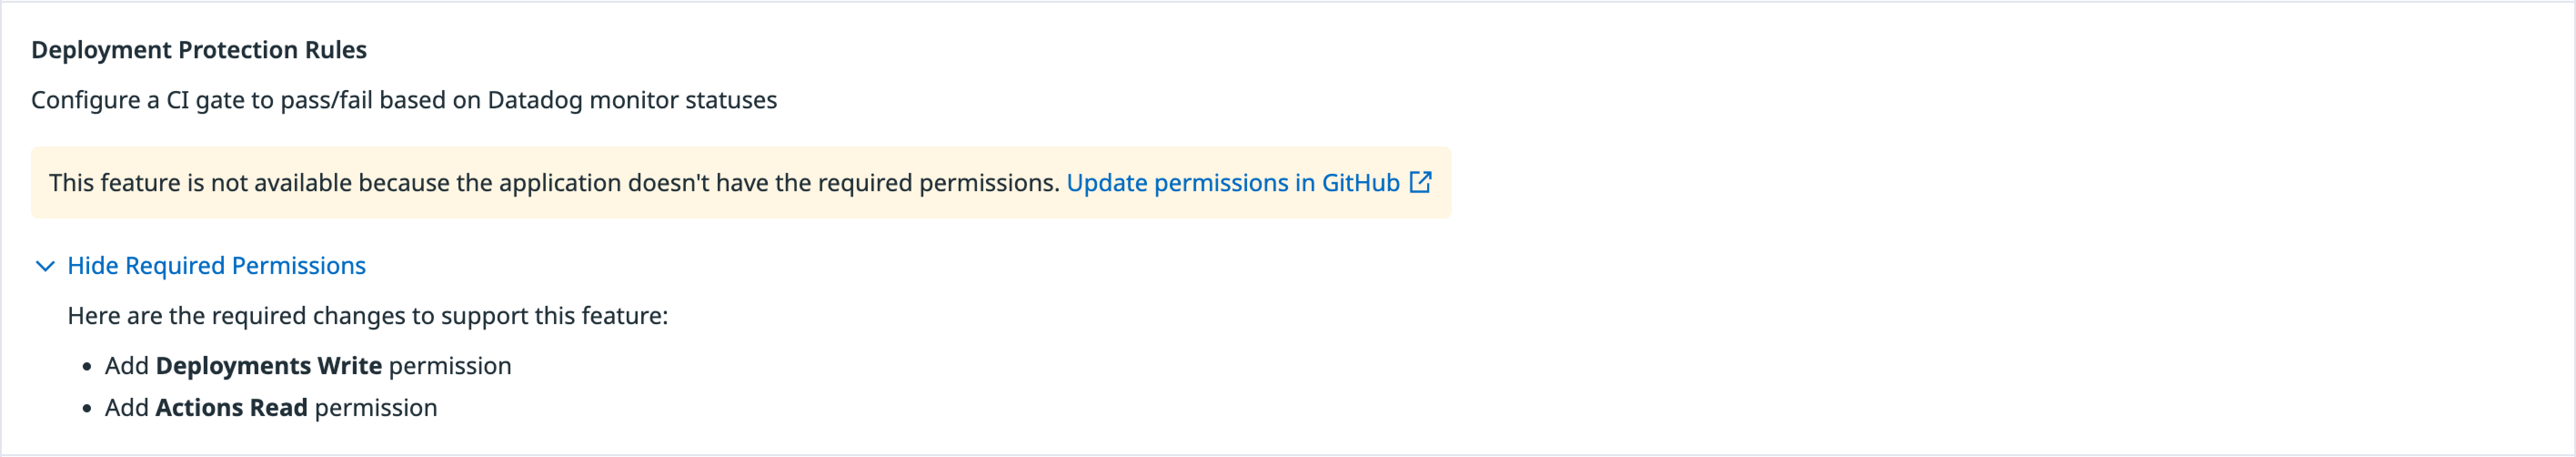 Deployment Protection Rules
Configure a CI gate to pass/fail based on Datadog monitor statuses
This feature is not available because the application doesn't have the required permissions. Update permissions in GitHub
Hide Required Permissions
Here are the required changes to support this feature:
• Add Deployments Write permission
• Add Actions Read permission